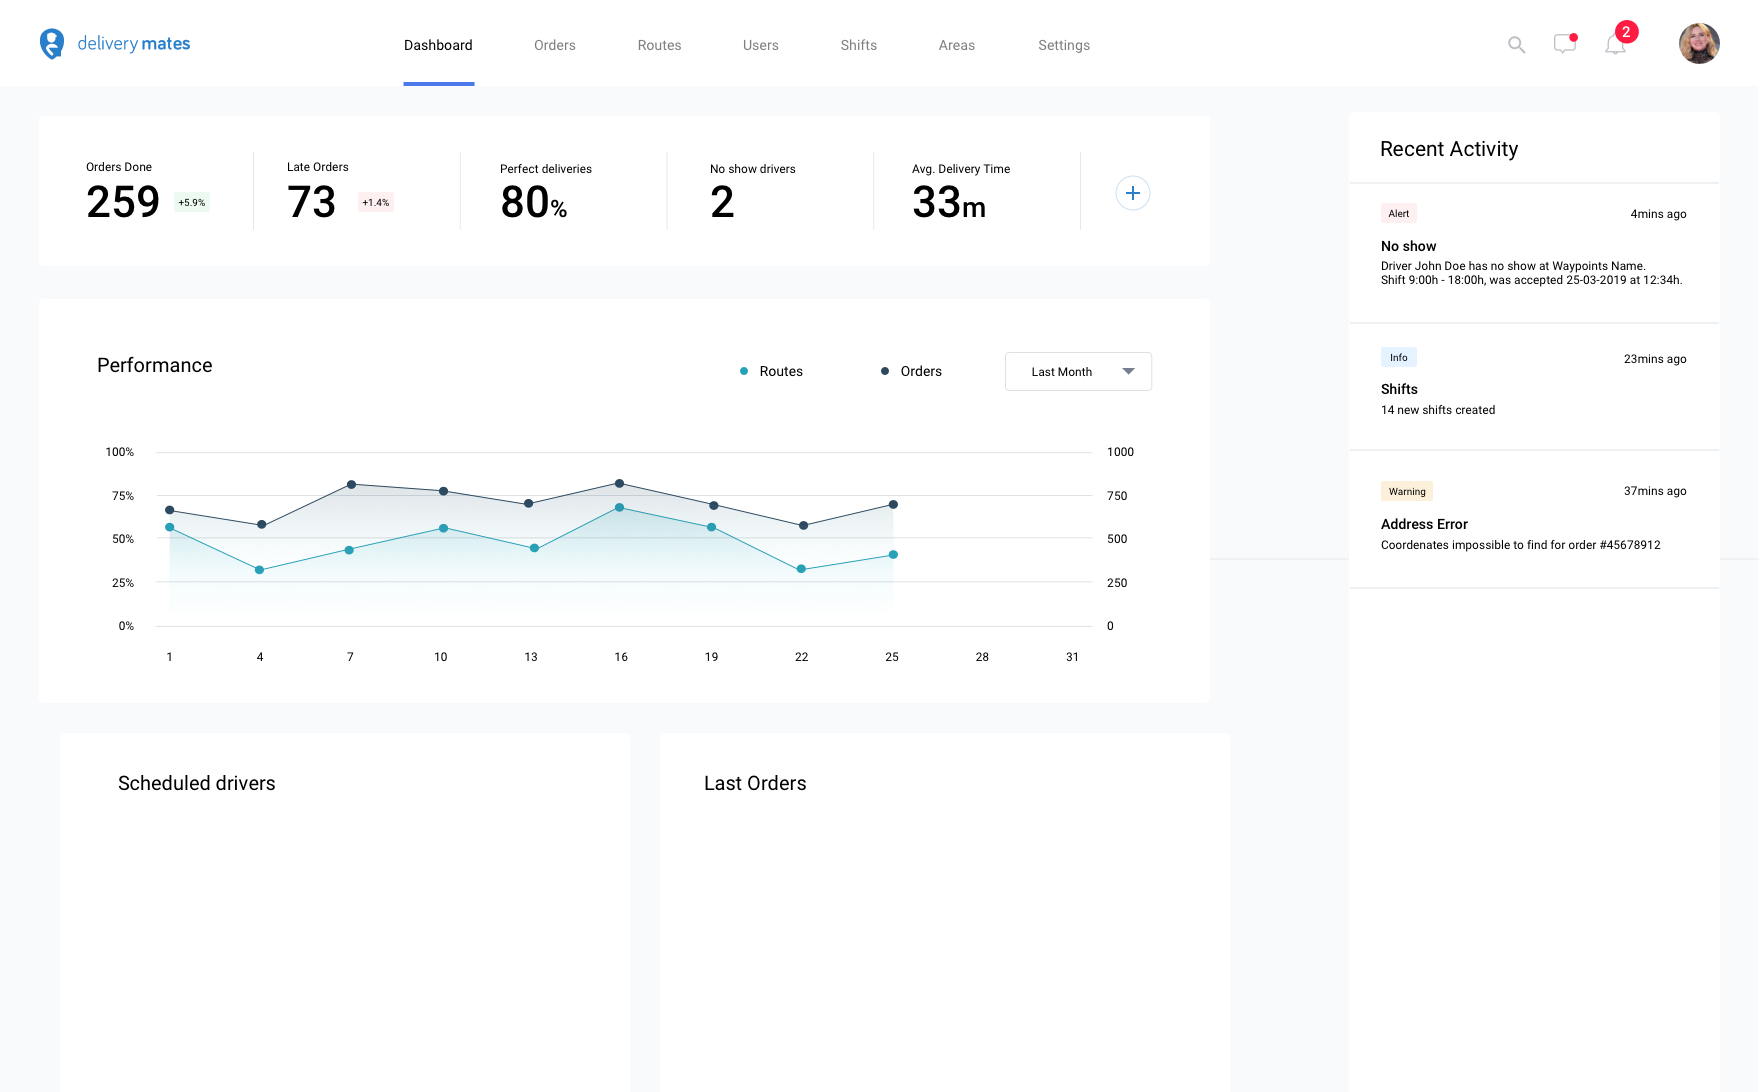 delivery mates
Dashboard
Orders
Routes
Users
Shifts
Areas
Settings
2
Orders Done
259 +5.9%
Late Orders
73 +1.4%
Perfect deliveries
80%
No show drivers
2
Avg. Delivery Time
33m
Performance
Routes
Orders
Last Month
100%
75%
50%
25%
0%
1000
750
500
250
0
1 4 7 10 13 16 19 22 25 28 31
Scheduled drivers
Last Orders
Recent Activity
Alert
4mins ago
No show
Driver John Doe has no show at Waypoints Name.
Shift 9:00h - 18:00h, was accepted 25-03-2019 at 12:34h.
Info
23mins ago
Shifts
14 new shifts created
Warning
37mins ago
Address Error
Coordenates impossible to find for order #45678912